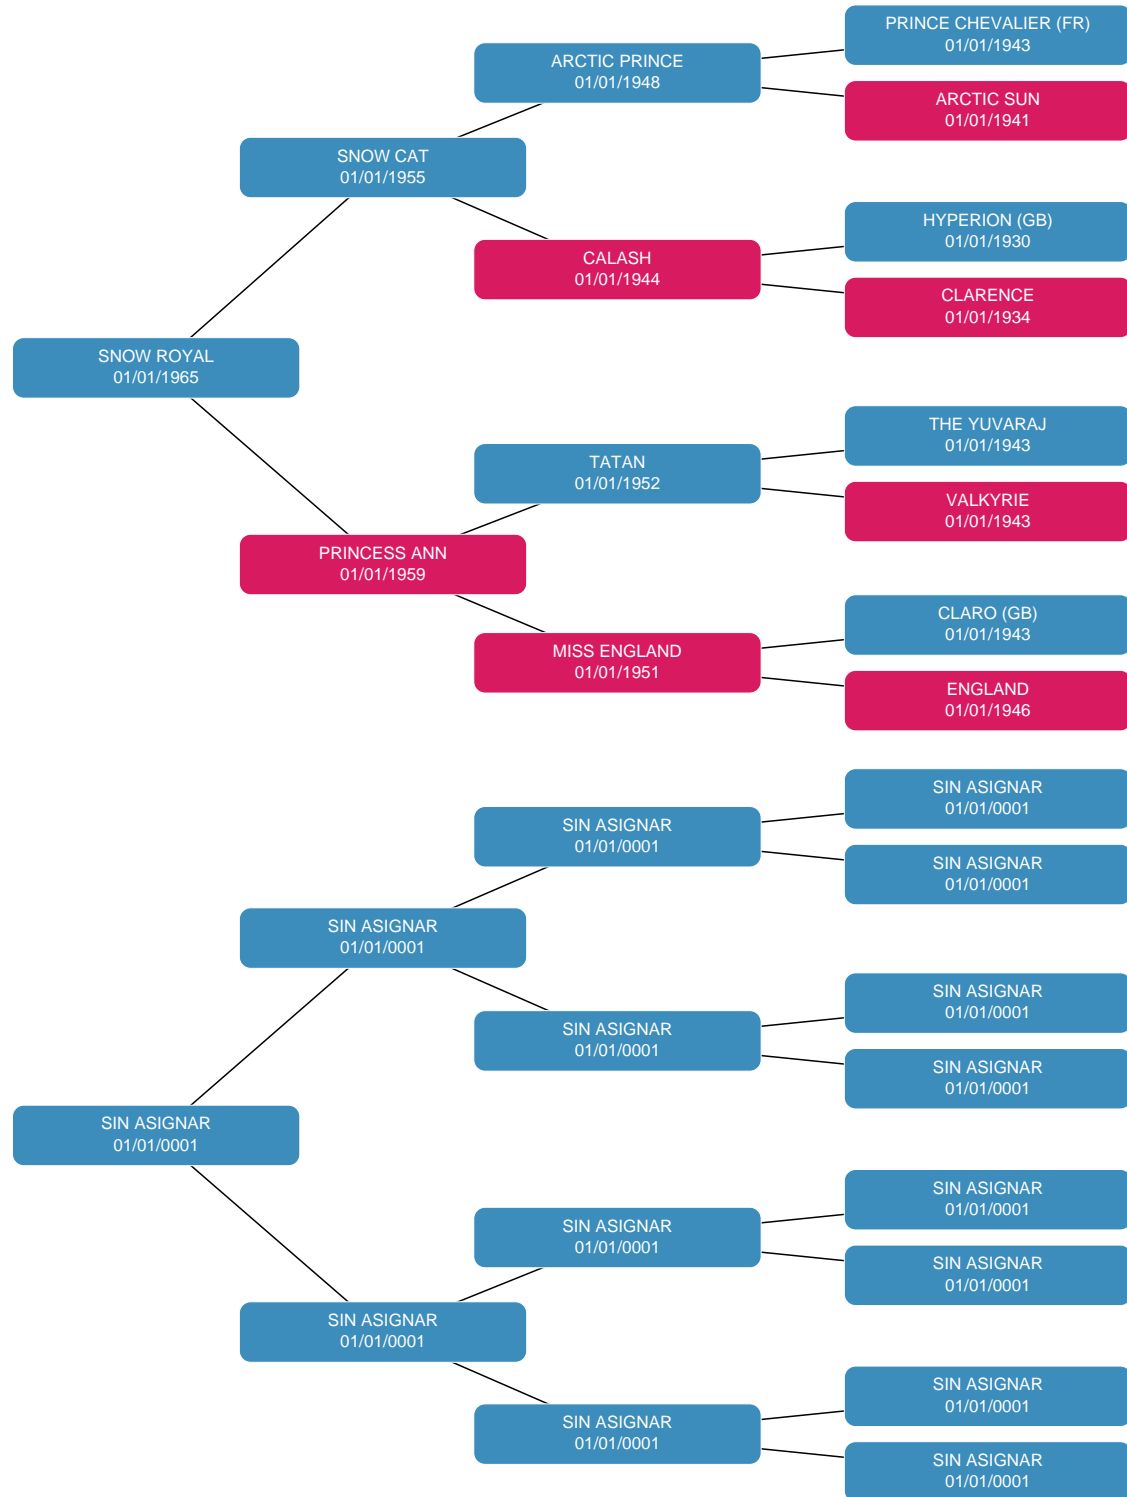 PRINCE CHEVALIER (FR)
01/01/1943
ARCTIC PRINCE
01/01/1948
ARCTIC SUN
01/01/1941
SNOW CAT
01/01/1955
HYPERION (GB)
01/01/1930
CALASH
01/01/1944
CLARENCE
01/01/1934
SNOW ROYAL
01/01/1965
THE YUVARAJ
01/01/1943
TATAN
01/01/1952
VALKYRIE
01/01/1943
PRINCESS ANN
01/01/1959
CLARO (GB)
01/01/1943
MISS ENGLAND
01/01/1951
ENGLAND
01/01/1946
SIN ASIGNAR
01/01/0001
SIN ASIGNAR
01/01/0001
SIN ASIGNAR
01/01/0001
SIN ASIGNAR
01/01/0001
SIN ASIGNAR
01/01/0001
SIN ASIGNAR
01/01/0001
SIN ASIGNAR
01/01/0001
SIN ASIGNAR
01/01/0001
SIN ASIGNAR
01/01/0001
SIN ASIGNAR
01/01/0001
SIN ASIGNAR
01/01/0001
SIN ASIGNAR
01/01/0001
SIN ASIGNAR
01/01/0001
SIN ASIGNAR
01/01/0001
SIN ASIGNAR
01/01/0001